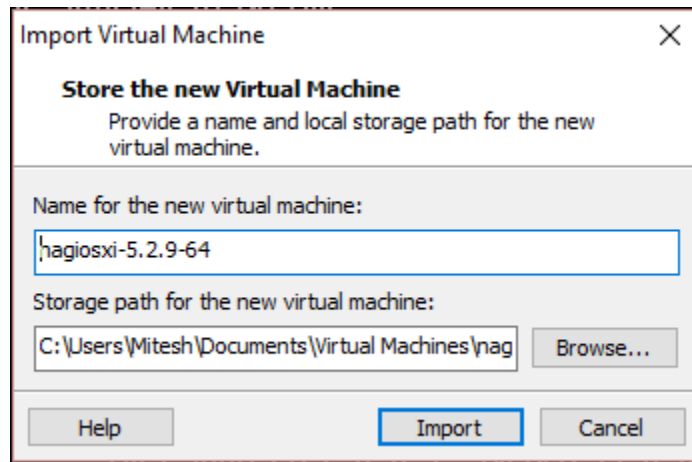 Import Virtual Machine
Store the new Virtual Machine
Provide a name and local storage path for the new
virtual machine.
Name for the new virtual machine:
nagiosxi-5.2.9-64
Storage path for the new virtual machine:
C:\Users\Mitesh\Documents\Virtual Machines\nag
Browse...
Help
Import
Cancel